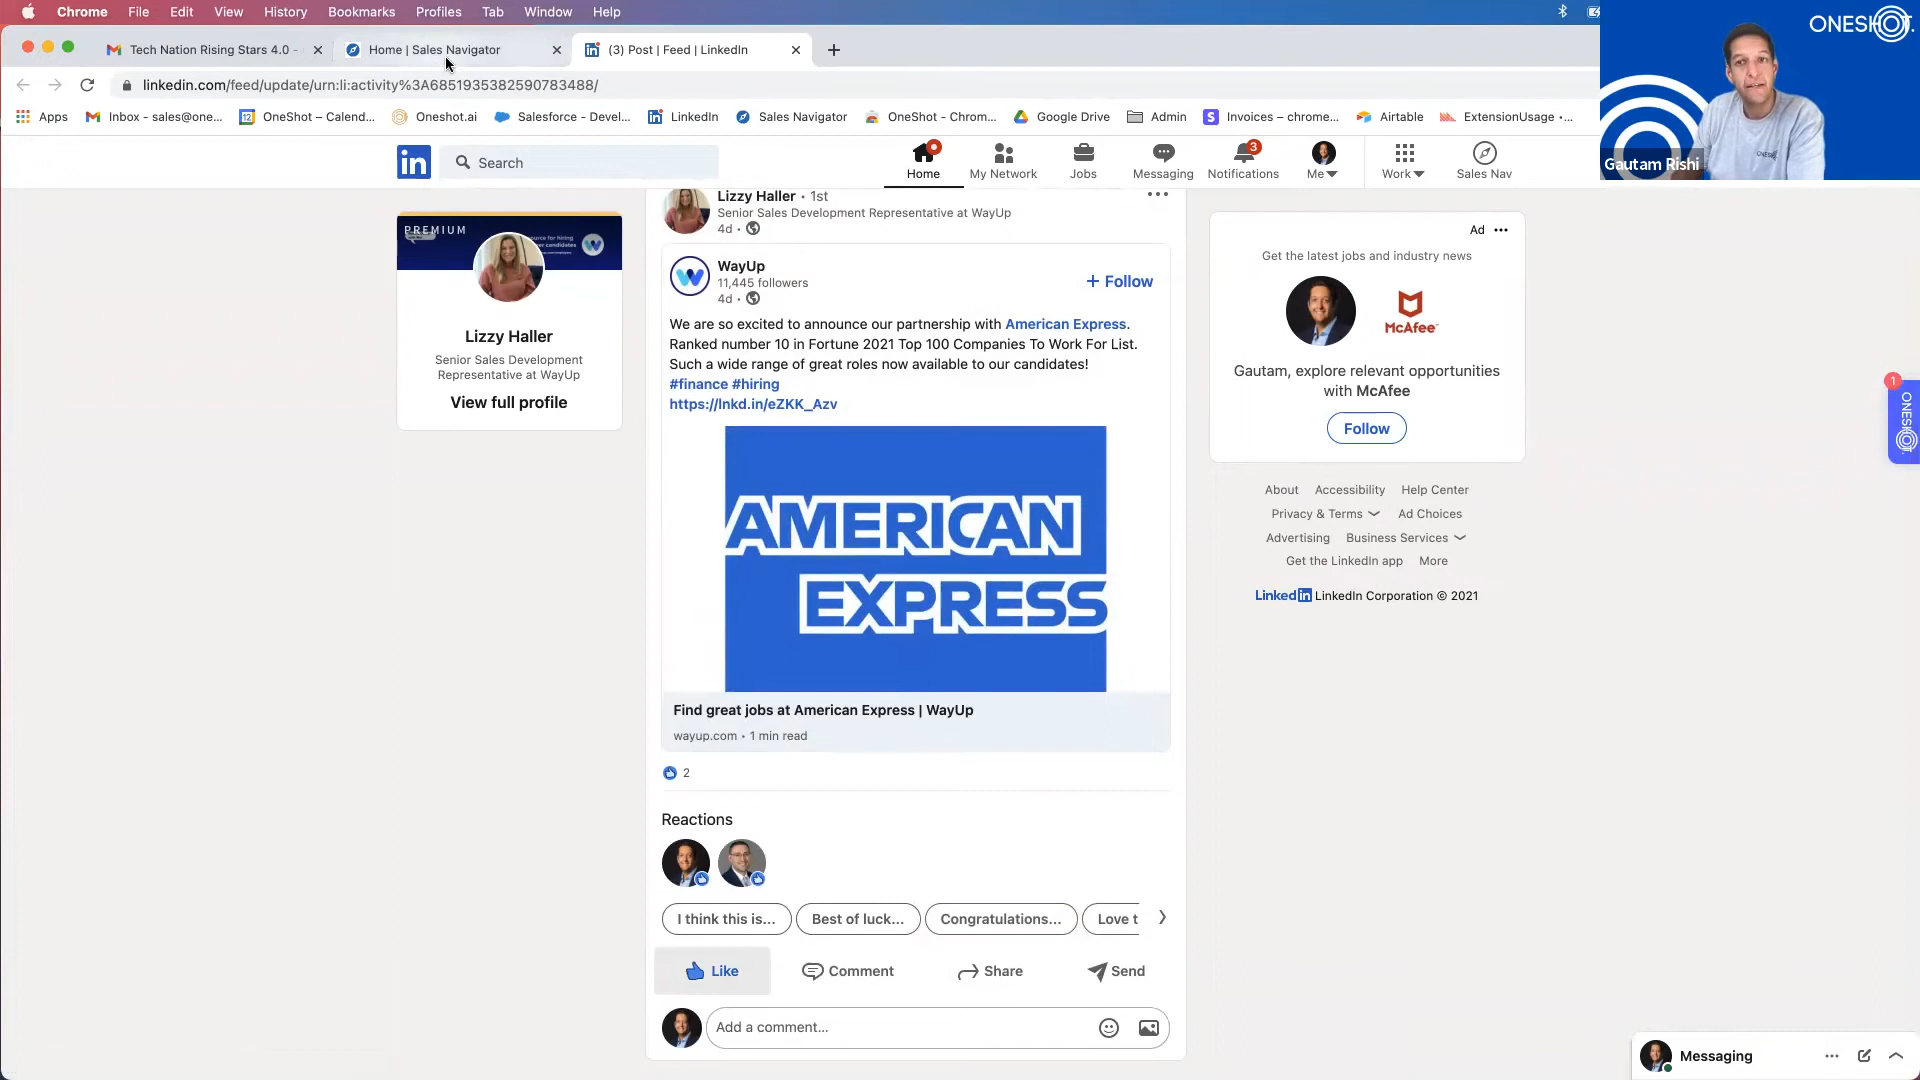 Chrome File Edit View History Bookmarks Profiles Tab Window Help
ONESHOT.
Tech Nation Rising Stars 4.0 -
Home | Sales Navigator
(3) Post | Feed | LinkedIn
linkedin.com/feed/update/urn:li:activity%3A6851935382590783488/
Apps
Inbox - sales@one...
12
OneShot – Calend...
Oneshot.ai
Salesforce - Devel...
LinkedIn
Sales Navigator
OneShot - Chrom...
Google Drive
Admin
S
Invoices – chrome...
Airtable
ExtensionUsage •...
Gautam Rishi
in
Search
Home
My Network
Jobs
Messaging
3
Notifications
Me
Work
Sales Nav
PREMIUM
Lizzy Haller
Senior Sales Development
Representative at WayUp
View full profile
Lizzy Haller • 1st
Senior Sales Development Representative at WayUp
4d •
WayUp
11,445 followers
4d •
+ Follow
We are so excited to announce our partnership with American Express.
Ranked number 10 in Fortune 2021 Top 100 Companies To Work For List.
Such a wide range of great roles now available to our candidates!
#finance #hiring
https://lnkd.in/eZKK_Azv
AMERICAN
EXPRESS
Find great jobs at American Express | WayUp
wayup.com • 1 min read
2
Reactions
I think this is...
Best of luck...
Congratulations...
Love t
Like
Comment
Share
Send
Add a comment...
Ad
Get the latest jobs and industry news
McAfee
Gautam, explore relevant opportunities
with McAfee
Follow
About Accessibility Help Center
Privacy & Terms Ad Choices
Advertising Business Services
Get the LinkedIn app More
LinkedIn LinkedIn Corporation © 2021
1
ONESHOT.
Messaging